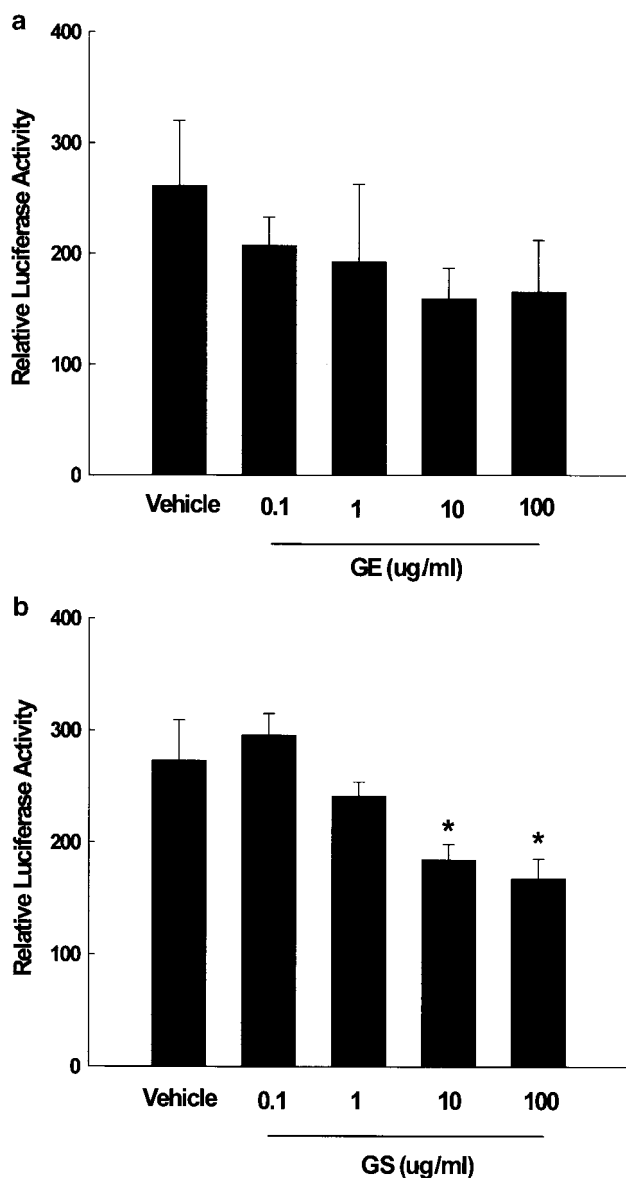 a
400
300
200
100
0
Relative Luciferase Activity
Vehicle 0.1 1 10 100
GE (ug/ml)
b
400
300
200
100
0
Relative Luciferase Activity
* *
Vehicle 0.1 1 10 100
GS (ug/ml)